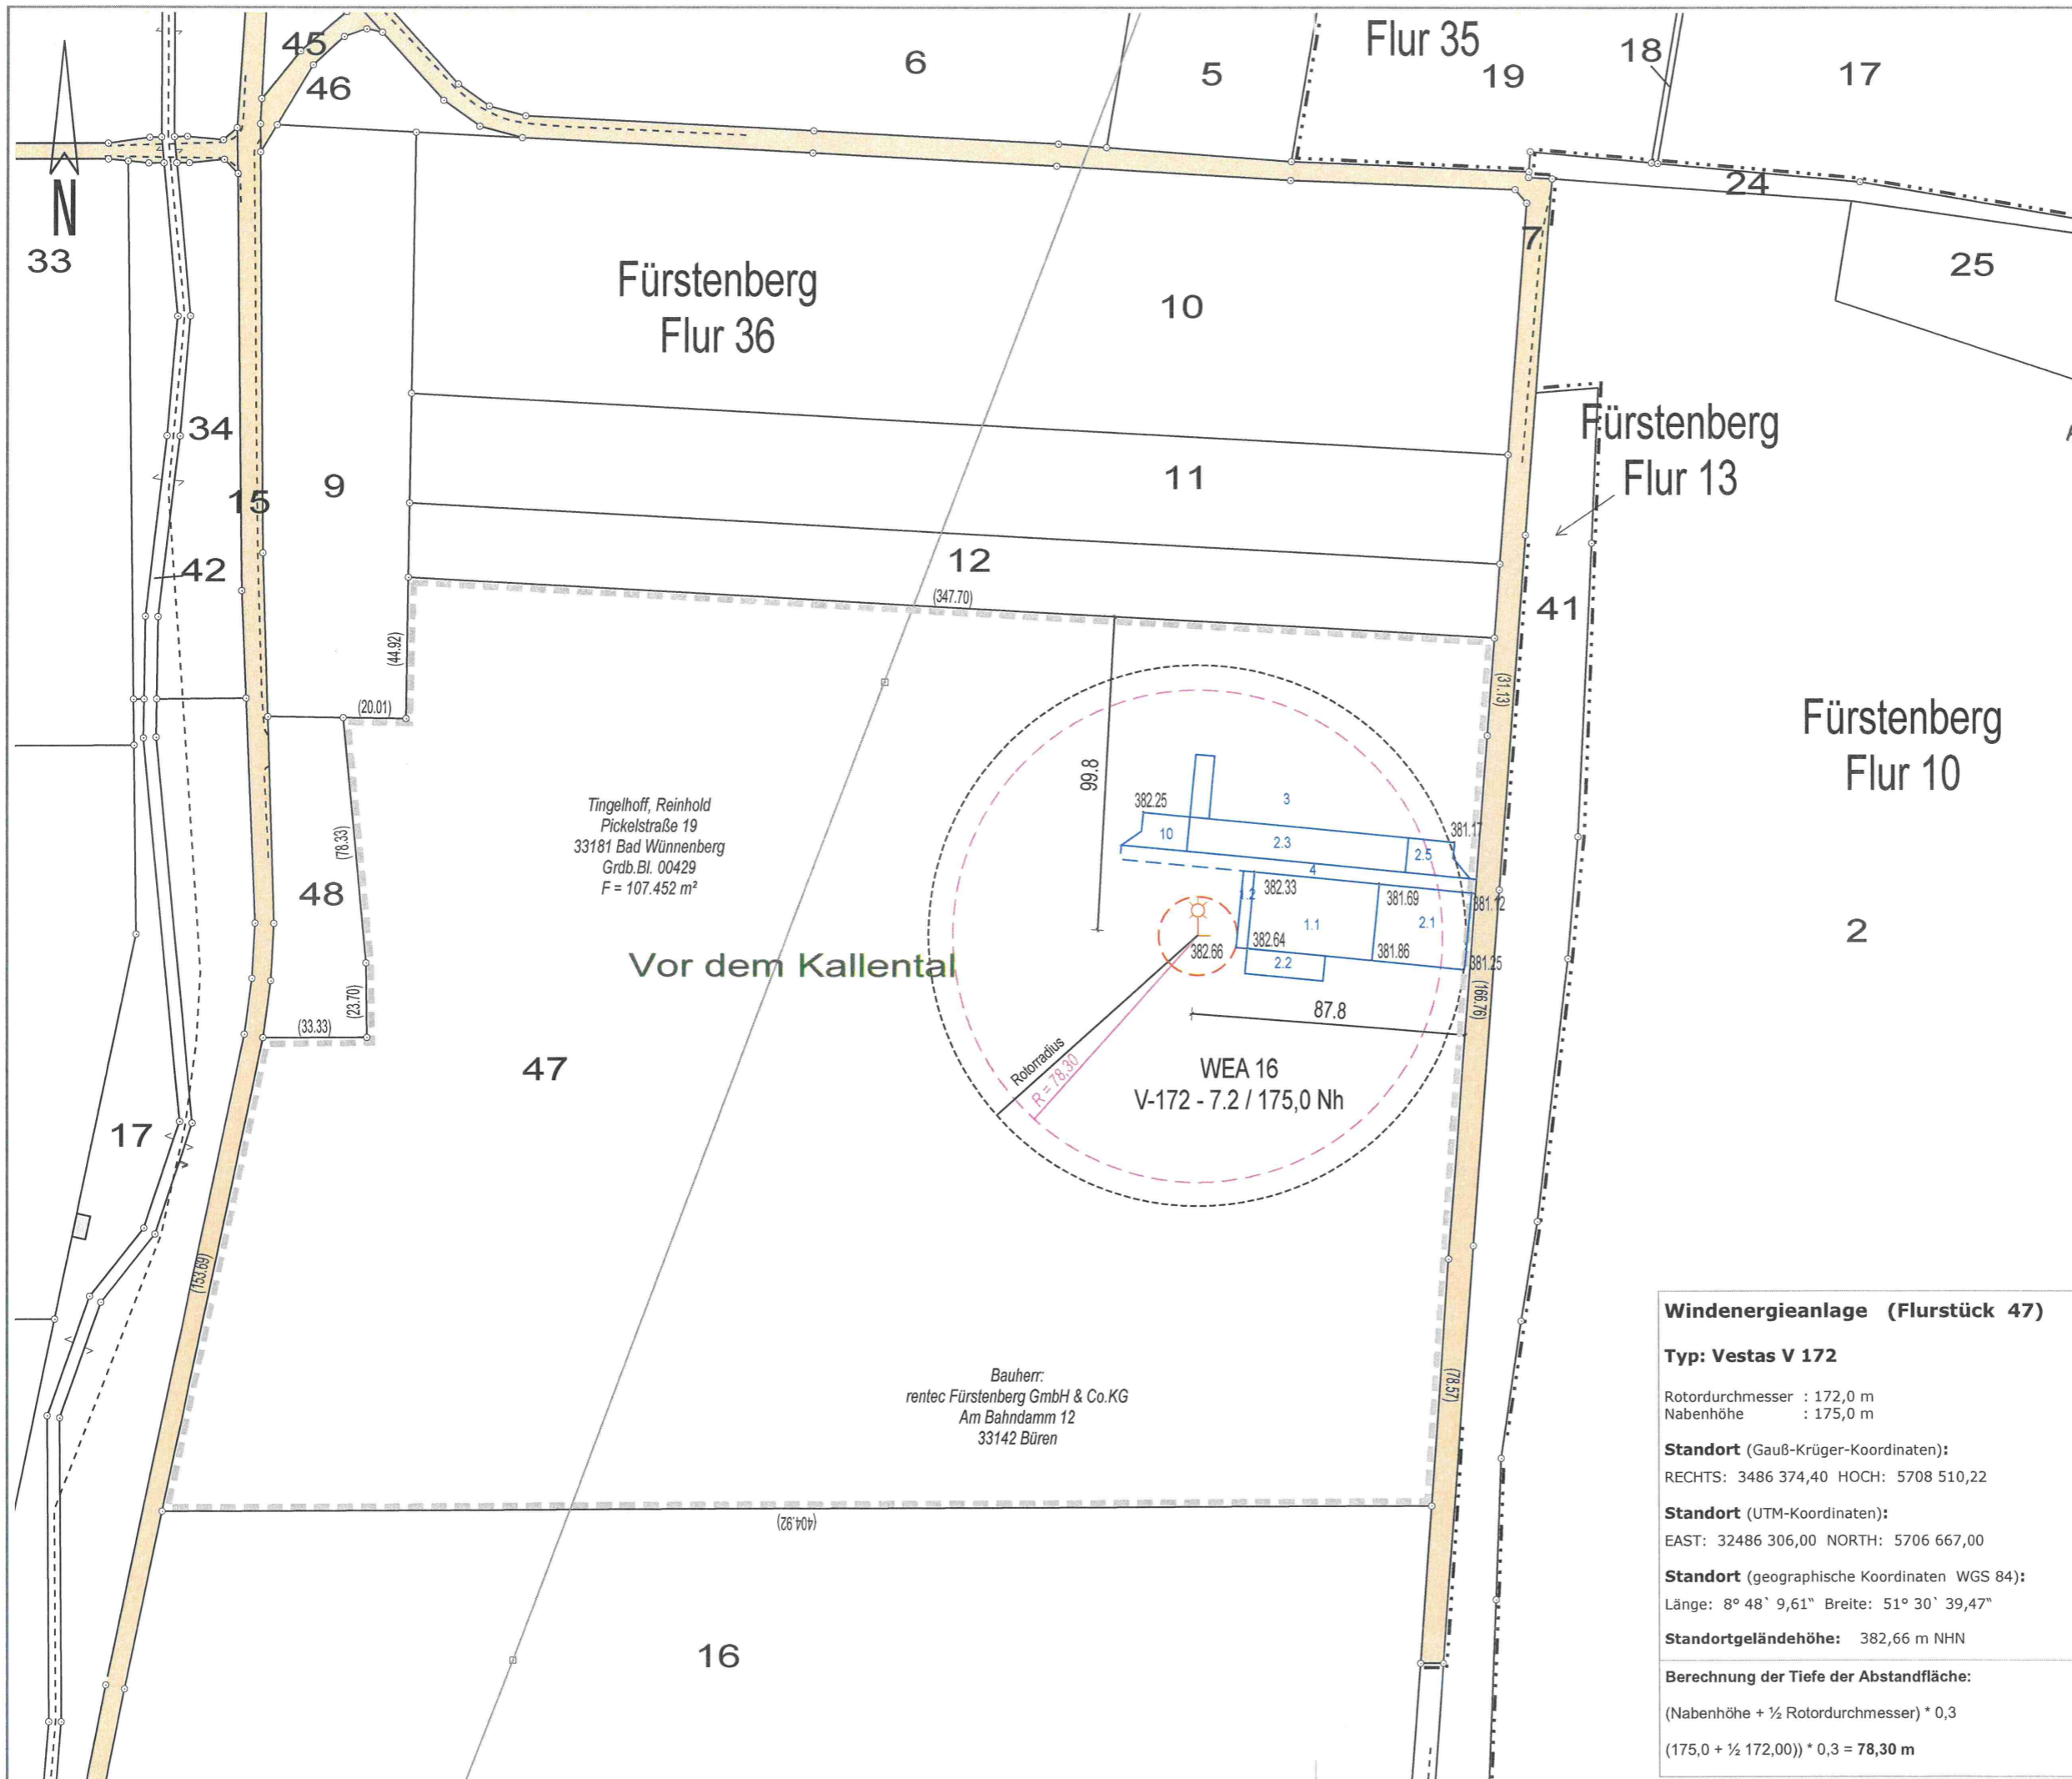 45
46
6
5
Flur 35
19
18
17
N
33
24
7
25
Fürstenberg
Flur 36
10
34
9
15
11
Fürstenberg
Flur 13
42
12
(347.70)
41
(44.92)
(20.01)
(31.13)
Fürstenberg
Flur 10
99.8
382.25
3
10
2.3
381.17
2.5
4
Tingelhoff, Reinhold
Pickelstraße 19
33181 Bad Wünnenberg
Grdb.Bl. 00429
F = 107.452 m²
(78.33)
48
1.2
382.33
381.69
381.12
1.1
2.1
2
382.66
382.64
381.86
381.25
2.2
Vor dem Kallental
(23.70)
(33.33)
(166.76)
87.8
47
Rotorradius
R = 78,30
WEA 16
V-172 - 7.2 / 175,0 Nh
17
(153.69)
(78.57)
Bauherr:
rentec Fürstenberg GmbH & Co.KG
Am Bahndamm 12
33142 Büren
(404.92)
16
Windenergieanlage (Flurstück 47)
Typ: Vestas V 172
Rotordurchmesser : 172,0 m
Nabenhöhe : 175,0 m
Standort (Gauß-Krüger-Koordinaten):
RECHTS: 3486 374,40 HOCH: 5708 510,22
Standort (UTM-Koordinaten):
EAST: 32486 306,00 NORTH: 5706 667,00
Standort (geographische Koordinaten WGS 84):
Länge: 8° 48` 9,61" Breite: 51° 30` 39,47"
Standortgeländehöhe: 382,66 m NHN
Berechnung der Tiefe der Abstandfläche:
(Nabenhöhe + ½ Rotordurchmesser) * 0,3
(175,0 + ½ 172,00)) * 0,3 = 78,30 m